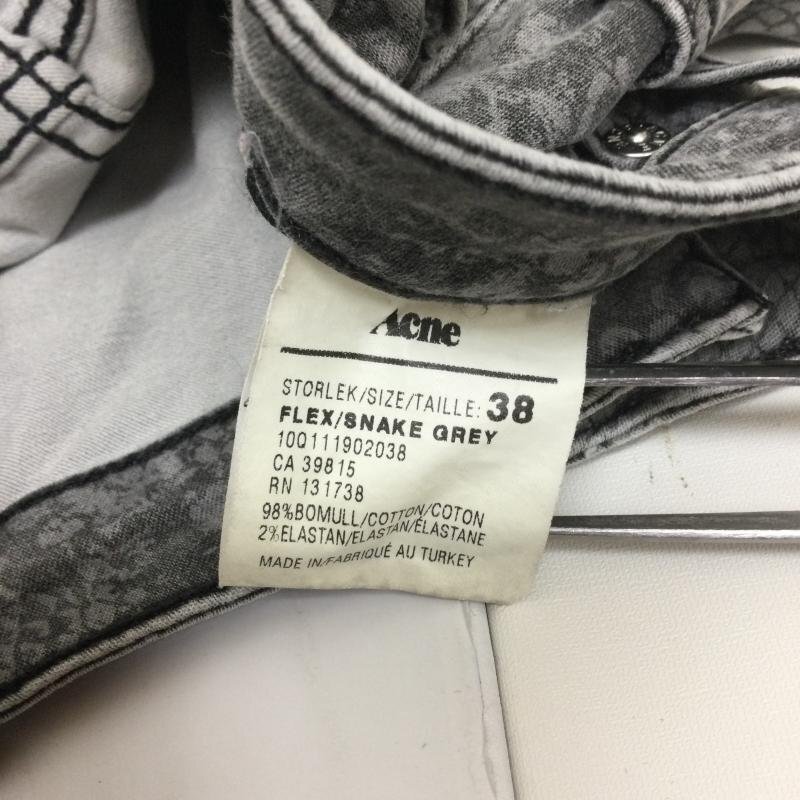 Acne
STORLEK/SIZE/TAILLE: 38
FLEX/SNAKE GREY
10Q111902038
CA 39815
RN 131738
98%BOMULL/COTTON/COTON
2%ELASTAN/ELASTAN/ÉLASTANE
MADE IN/FABRIQUÉ AU TURKEY